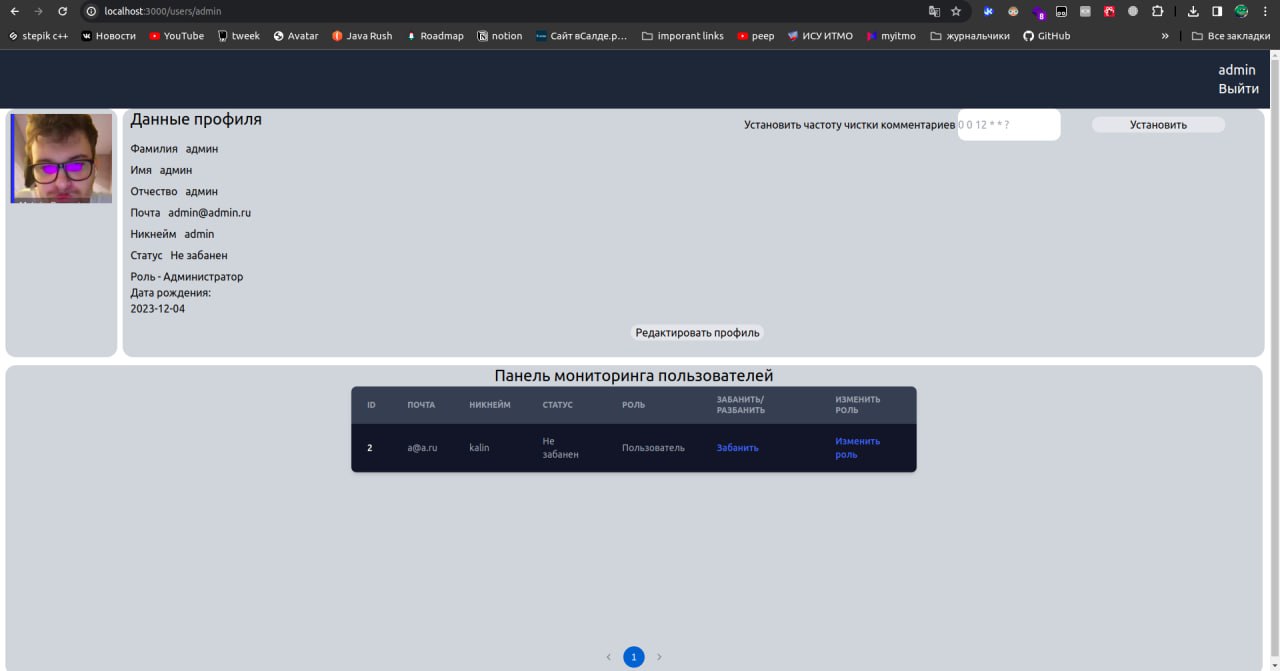 localhost:3000/users/admin
8
stepik c++ Новости YouTube tweek Avatar Java Rush Roadmap notion Сайт вСалде.р... imporant links peep ИСУ ИТМО myitmo журнальчики GitHub » Все закладки
admin
Выйти
Данные профиля
Установить частоту чистки комментариев 0 0 12 * * ? Установить
Фамилия админ
Имя админ
Отчество админ
Почта admin@admin.ru
Никнейм admin
Статус Не забанен
Роль - Администратор
Дата рождения:
2023-12-04
Редактировать профиль
Панель мониторинга пользователей
ID ПОЧТА НИКНЕЙМ СТАТУС РОЛЬ ЗАБАНИТЬ/ ИЗМЕНИТЬ
РАЗБАНИТЬ РОЛЬ
2 a@a.ru kalin Не Пользователь Забанить Изменить
забанен роль
< 1 >